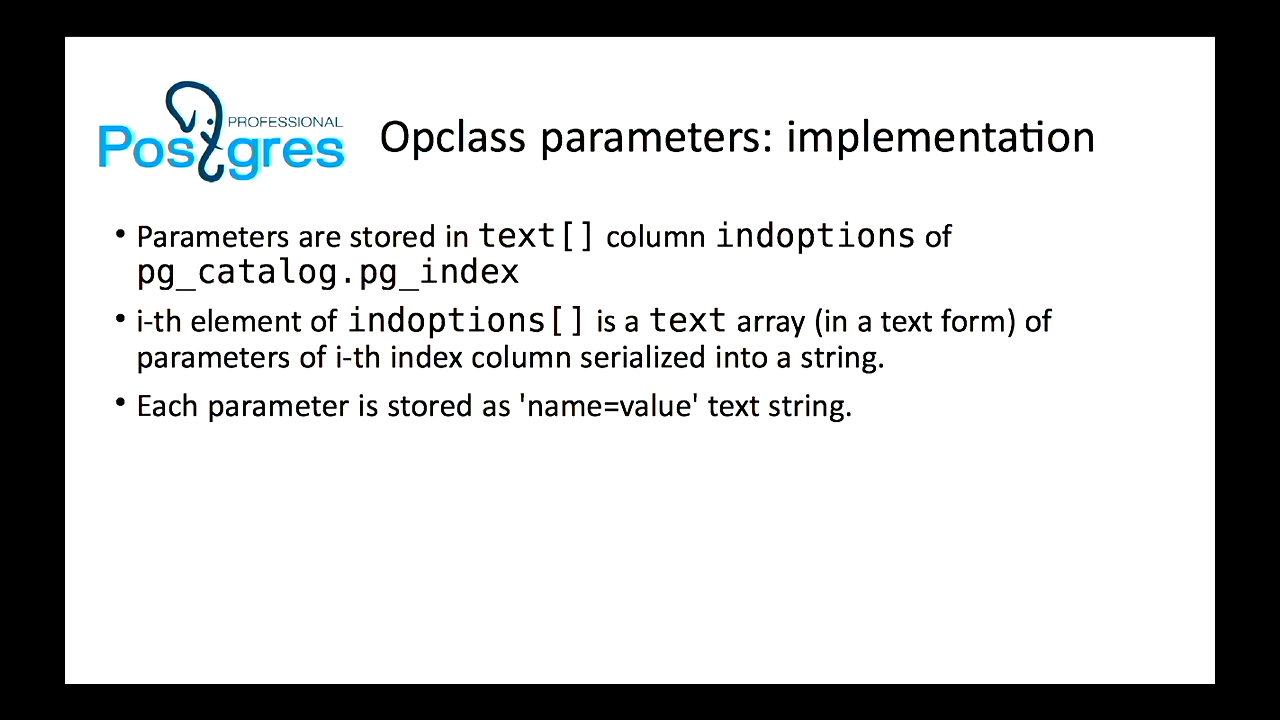 PROFESSIONAL
Postgres
Opclass parameters: implementation
• Parameters are stored in text[] column indoptions of
pg_catalog.pg_index
• i-th element of indoptions[] is a text array (in a text form) of
parameters of i-th index column serialized into a string.
• Each parameter is stored as 'name=value' text string.